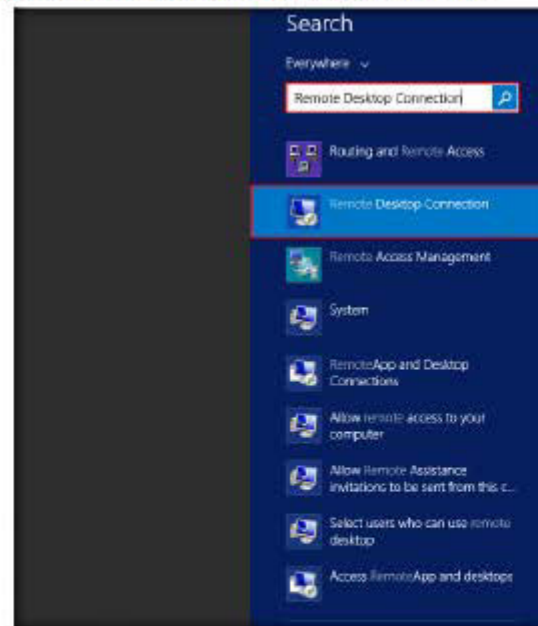 Search
Everywhere
Remote Desktop Connection
Routing and Remote Access
Remote Desktop Connection
Remote Access Management
System
RemoteApp and Desktop
Connections
Allow remote access to your
computer
Allow Remote Assistance
invitations to be sent from this c...
Select users who can use remote
desktop
Access RemoteApp and desktops